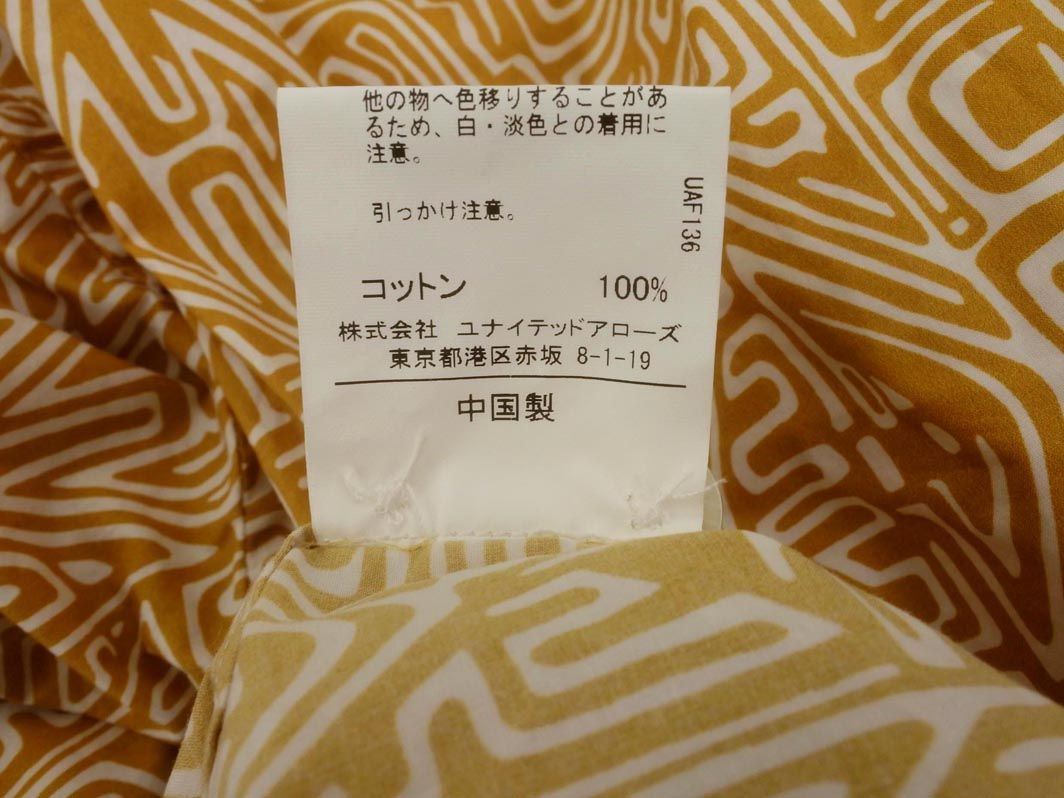 他の物へ色移りすることがあ
るため、白・淡色との着用に
注意。
引っかけ注意。
UAF136
コットン 100%
株式会社 ユナイテッドアローズ
東京都港区赤坂 8-1-19
中国製